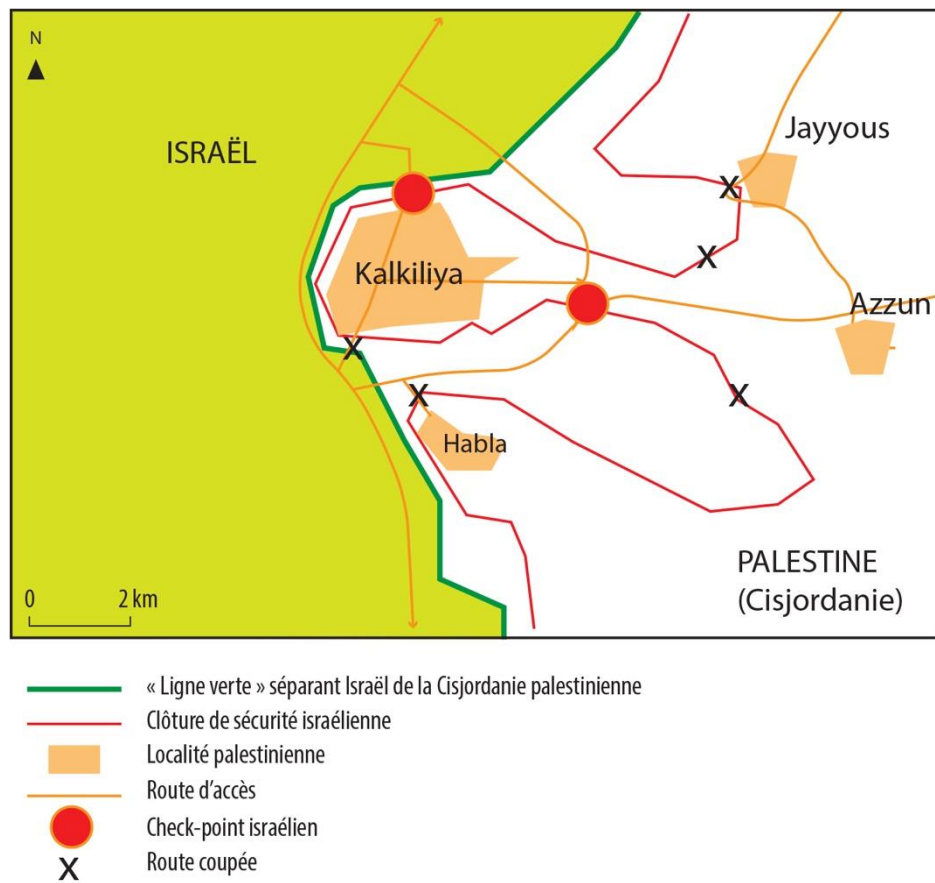 N
ISRAËL
Jayyous
X
X
Kalkiliya
Azzun
X
X
X
Habla
PALESTINE
(Cisjordanie)
0 2 km
« Ligne verte » séparant Israël de la Cisjordanie palestinienne
Clôture de sécurité israélienne
Localité palestinienne
Route d’accès
Check-point israélien
X Route coupée